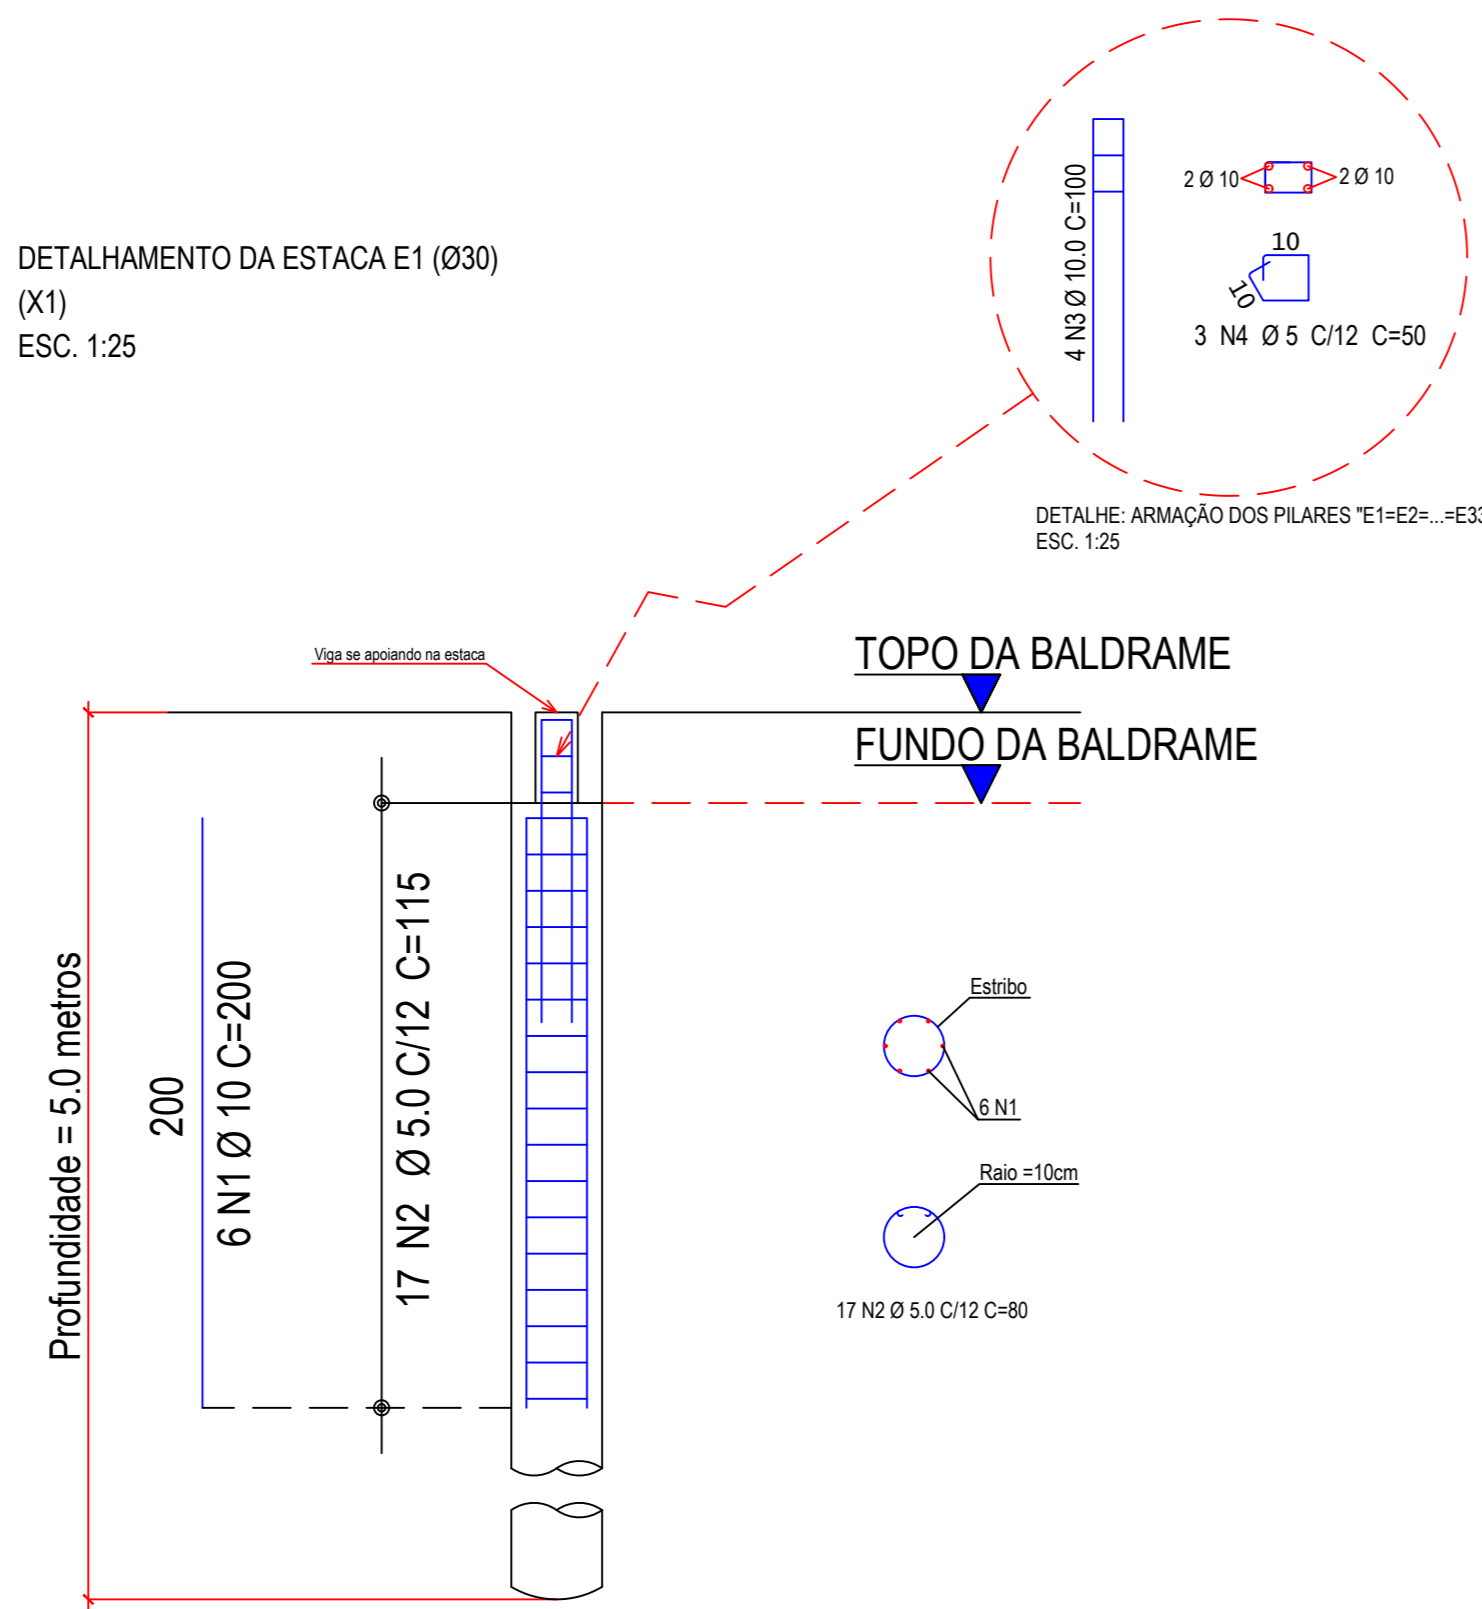 DETALHAMENTO DA ESTACA E1 (Ø30)
(X1)
ESC. 1:25
4 N3 Ø 10.0 C=100
2 Ø 10
2 Ø 10
10
10
3 N4 Ø 5 C/12 C=50
DETALHE: ARMAÇÃO DOS PILARES "E1=E2=...=E33
ESC. 1:25
Viga se apoiando na estaca
TOPO DA BALDRAME
FUNDO DA BALDRAME
Profundidade = 5.0 metros
200
6 N1 Ø 10 C=200
17 N2 Ø 5.0 C/12 C=115
Estribo
6 N1
Raio =10cm
17 N2 Ø 5.0 C/12 C=80